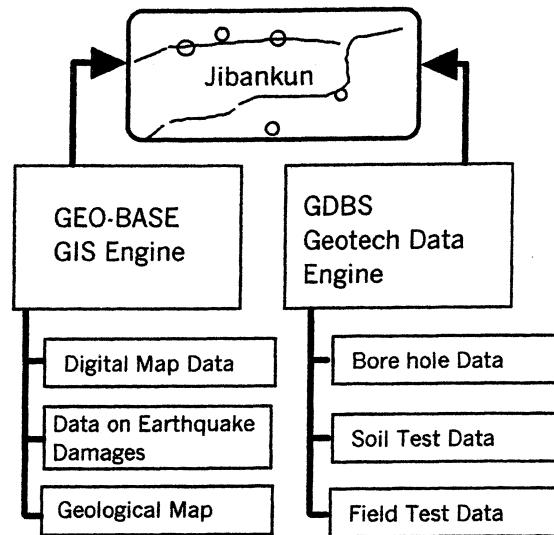 Jibankun
GEO-BASE
GIS Engine
GDBS
Geotech Data
Engine
Digital Map Data
Data on Earthquake
Damages
Geological Map
Bore hole Data
Soil Test Data
Field Test Data